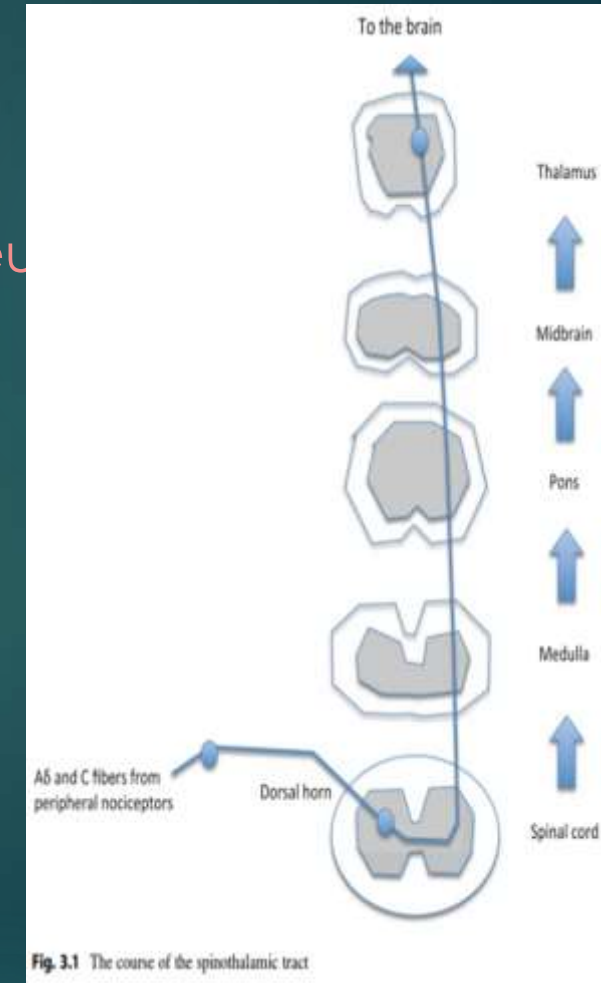 To the brain
Thalamus
eu
Midbrain
Pons
Medulla
Aδ and C fibers from
peripheral nociceptors
Dorsal horn
Spinal cord
Fig. 3.1 The course of the spinothalamic tract